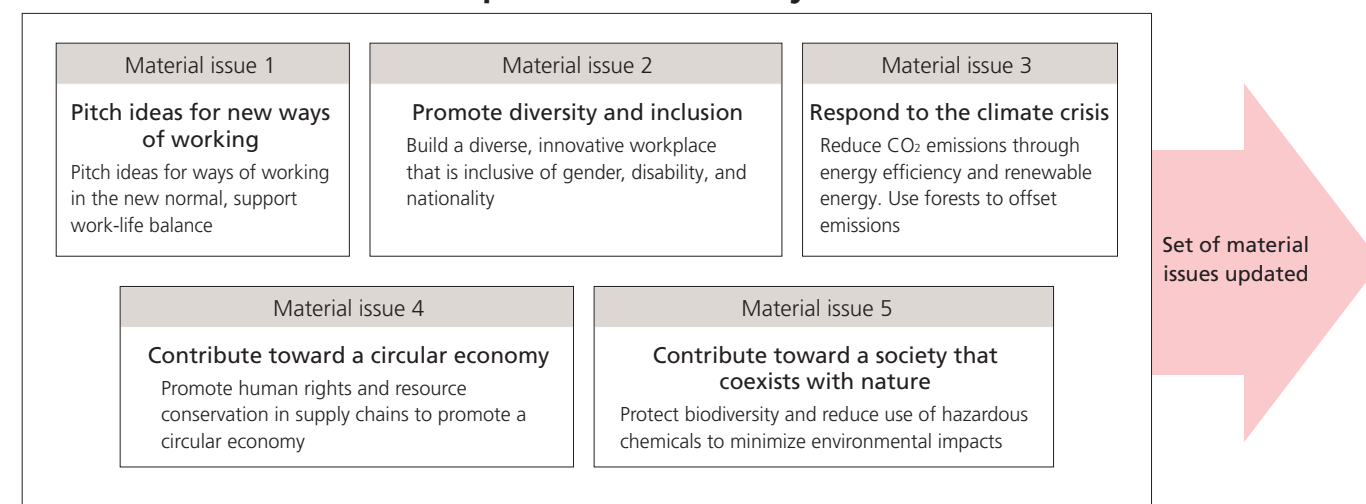 Material issue 1
Pitch ideas for new ways
of working
Pitch ideas for ways of working
in the new normal, support
work-life balance
Material issue 2
Promote diversity and inclusion
Build a diverse, innovative workplace
that is inclusive of gender, disability, and
nationality
Material issue 3
Respond to the climate crisis
Reduce CO₂ emissions through
energy efficiency and renewable
energy. Use forests to offset
emissions
Material issue 4
Contribute toward a circular economy
Promote human rights and resource
conservation in supply chains to promote a
circular economy
Material issue 5
Contribute toward a society that
coexists with nature
Protect biodiversity and reduce use of hazardous
chemicals to minimize environmental impacts
Set of material
issues updated